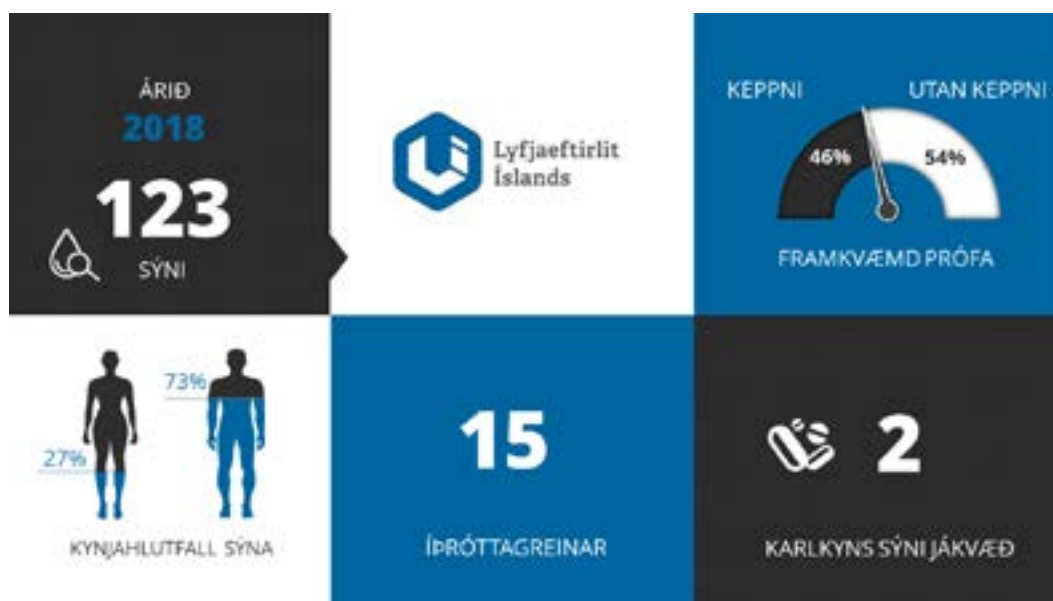 ÁRIÐ
2018
123
SÝNI
Lyfjaeftirlit
Íslands
KEPPNI
UTAN KEPPNI
46%
54%
FRAMKVÆMD PRÓFA
73%
27%
KYNJAHLUTFALL SÝNA
15
ÍÞRÓTTAGREINAR
2
KARLKYNS SÝNI JÁKVÆÐ